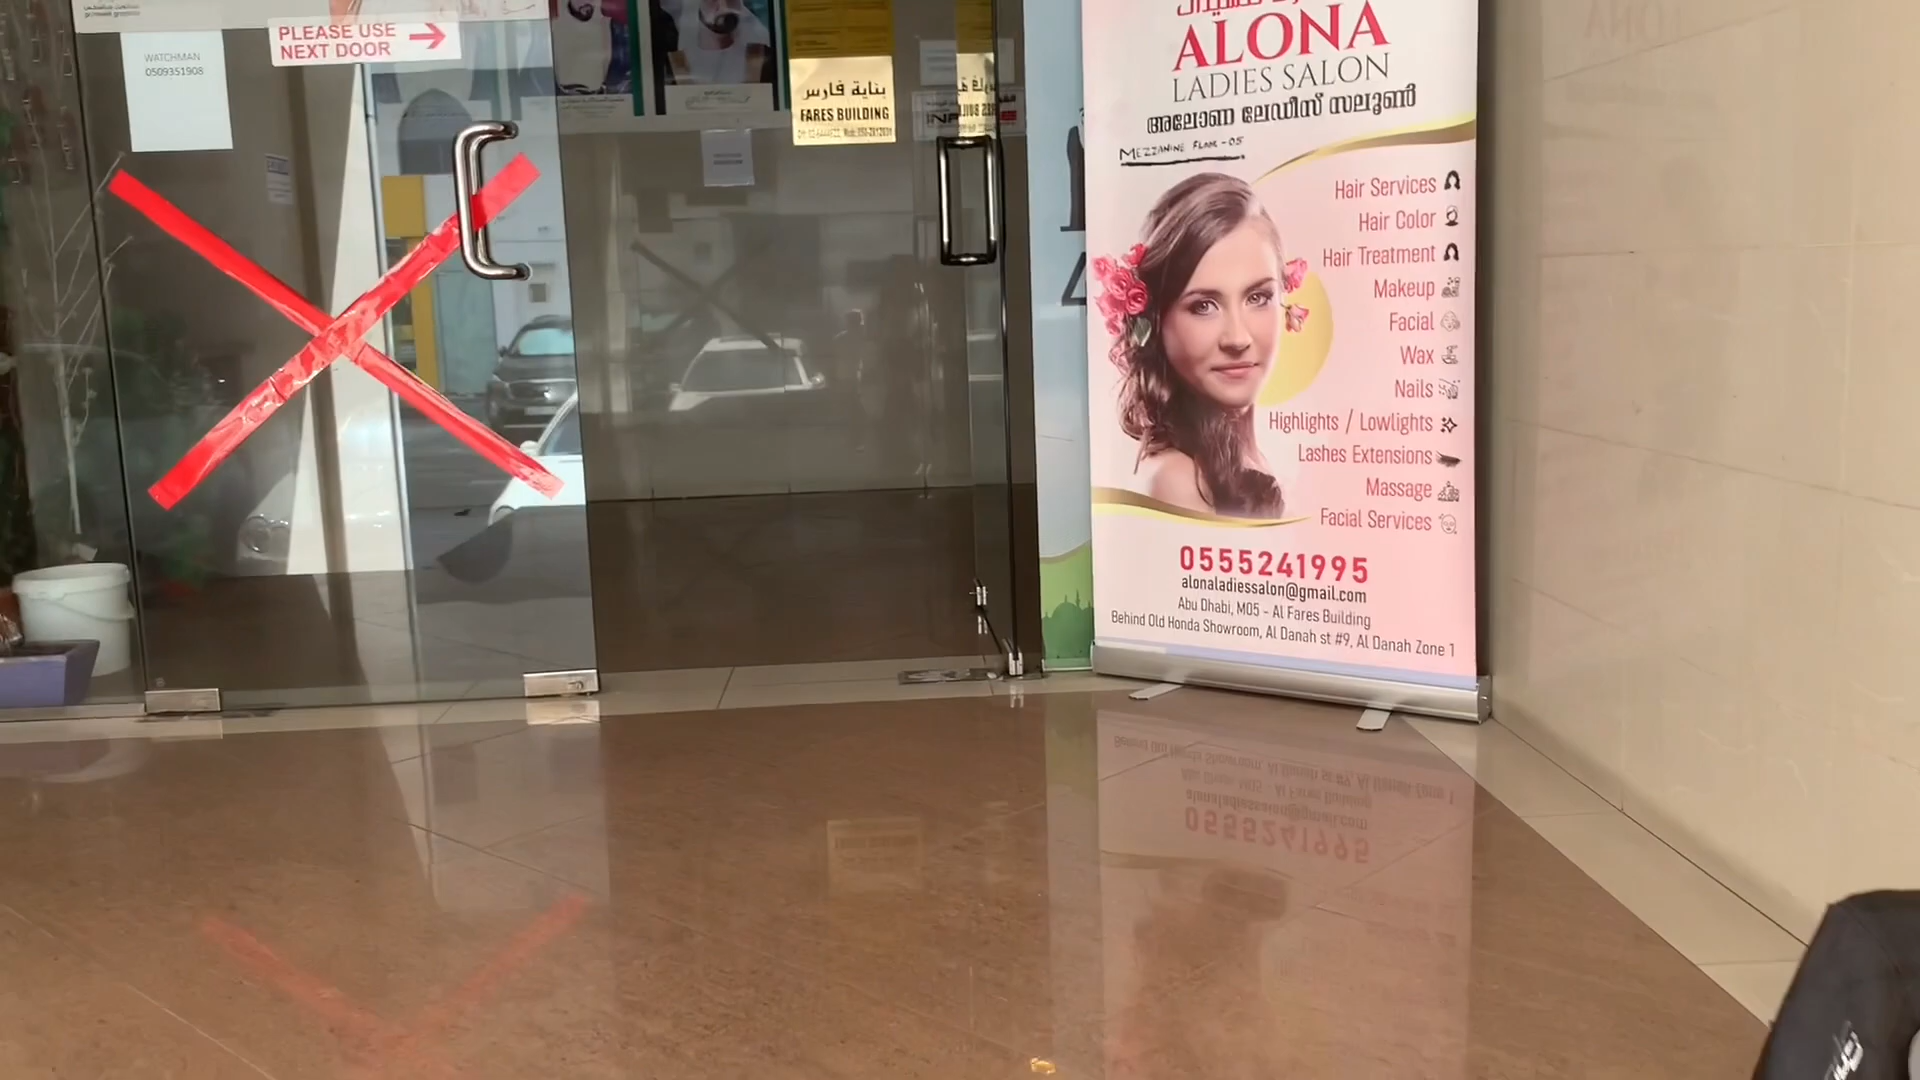 PLEASE USE
NEXT DOOR
WATCHMAN
0509351908
بناية فارس
FARES BUILDING
ALONA
LADIES SALON
അലോണ ലേഡീസ് സലൂൺ
MEZZANINE FLOOR - 05
Hair Services
Hair Color
Hair Treatment
Makeup
Facial
Wax
Nails
Highlights / Lowlights
Lashes Extensions
Massage
Facial Services
0555241995
alonaladiessalon@gmail.com
Abu Dhabi, M05 - Al Fares Building
Behind Old Honda Showroom, Al Danah st #9, Al Danah Zone 1